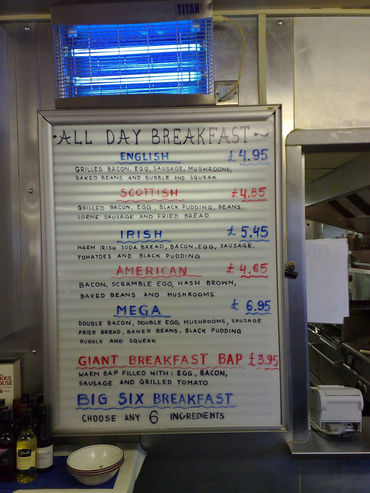 TITAN
ALL DAY BREAKFAST
ENGLISH £4.95
GRILLED BACON, EGG, SAUSAGE, MUSHROOMS,
BAKED BEANS AND BUBBLE AND SQUEAK
SCOTTISH £4.85
GRILLED BACON, EGG, BLACK PUDDING, BEANS,
LORNE SAUSAGE AND FRIED BREAD
IRISH £5.45
WARM IRISH SODA BREAD, BACON, EGG, SAUSAGE,
TOMATOES AND BLACK PUDDING
AMERICAN £4.65
BACON, SCRAMBLE EGG, HASH BROWN,
BAKED BEANS AND MUSHROOMS
MEGA £6.95
DOUBLE BACON, DOUBLE EGG, MUSHROOMS, SAUSAGE
FRIED BREAD, BAKED BEANS, BLACK PUDDING
BUBBLE AND SQUEAK
GIANT BREAKFAST BAP £3.95
WARM BAP FILLED WITH: EGG, BACON,
SAUSAGE AND GRILLED TOMATO
BIG SIX BREAKFAST
CHOOSE ANY 6 INGREDIENTS